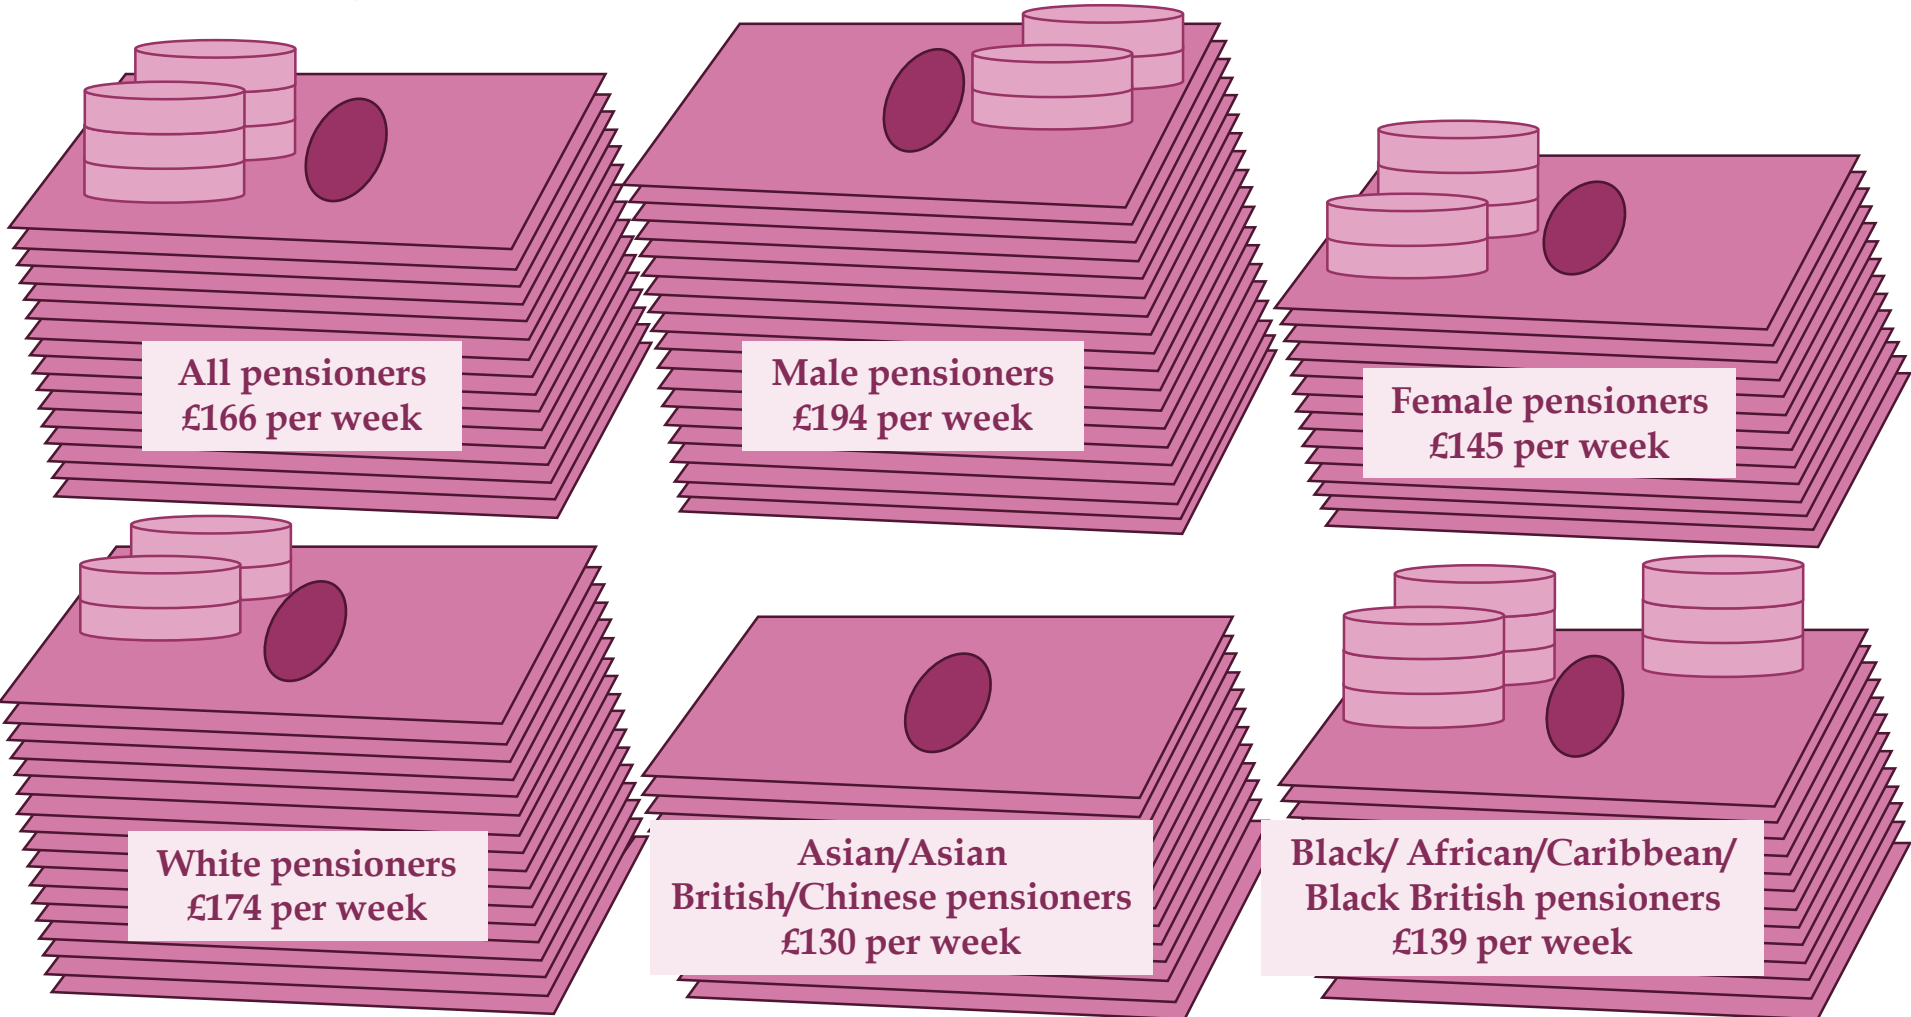 All pensioners
£166 per week
Male pensioners
£194 per week
Female pensioners
£145 per week
White pensioners
£174 per week
Asian/Asian
British/Chinese pensioners
£130 per week
Black/ African/Caribbean/
Black British pensioners
£139 per week